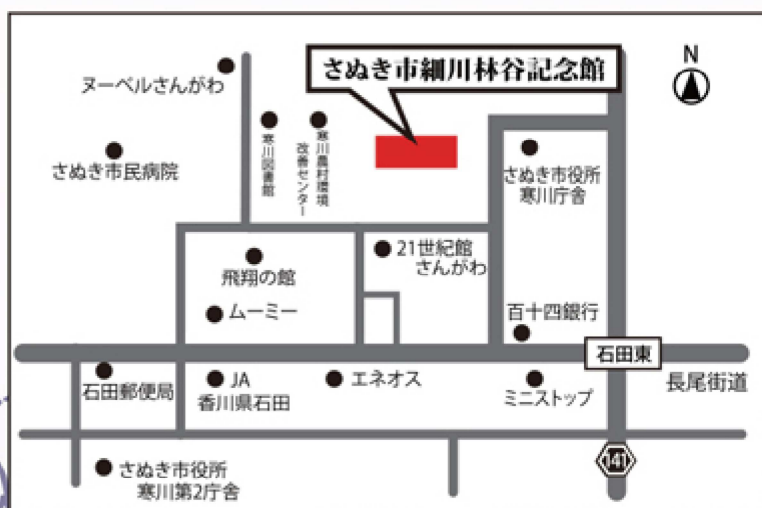 さぬき市細川林谷記念館
N
ヌーベルさんがわ
さぬき市民病院
寒川図書館
寒川農村環境
改善センター
さぬき市役所
寒川庁舎
21世紀館
さんがわ
飛翔の館
ムーミー
百十四銀行
石田東
長尾街道
石田郵便局
JA
香川県石田
エネオス
ミニストップ
141
さぬき市役所
寒川第2庁舎